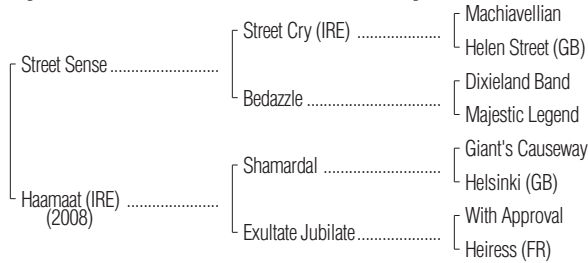 Machiavellian
Street Cry (IRE) ..................
Helen Street (GB)
Street Sense ........................
Dixieland Band
Bedazzle ..............................
Majestic Legend
Giant's Causeway
Shamardal ..........................
Helsinki (GB)
Haamaat (IRE) ....................
(2008)
With Approval
Exultate Jubilate..................
Heiress (FR)